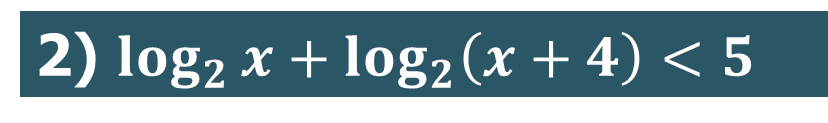 2) log₂ x + log₂(x + 4) < 5